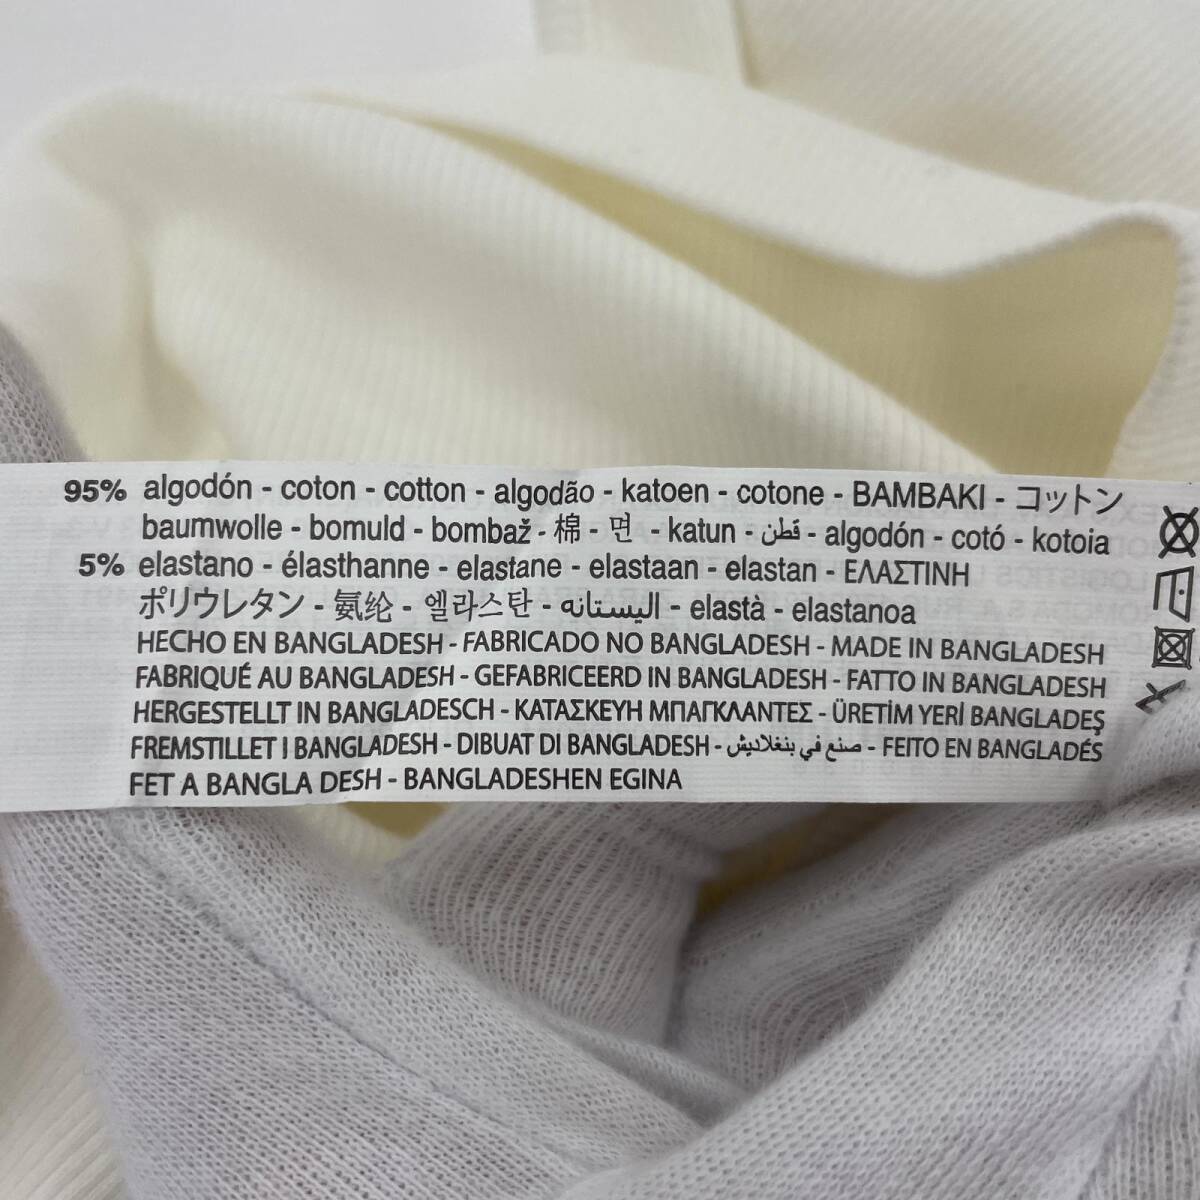 95% algodón - coton - cotton - algodão - katoen - cotone - BAMBAKI - コットン
baumwolle - bomuld - bombaž - 棉 - 면 - katun - قطن - algodón - cotó - kotoia
5% elastano - élasthanne - elastane - elastaan - elastan - ΕΛΑΣΤΙΝΗ
ポリウレタン - 氨纶 - 엘라스탄 - اليستانه - elastà - elastanoa
HECHO EN BANGLADESH - FABRICADO NO BANGLADESH - MADE IN BANGLADESH
FABRIQUÉ AU BANGLADESH - GEFABRICEERD IN BANGLADESH - FATTO IN BANGLADESH
HERGESTELLT IN BANGLADESCH - ΚΑΤΑΣΚΕΥΗ ΜΠΑΓΚΛΑΝΤΕΣ - ÜRETİM YERİ BANGLADEŞ
FREMSTILLET I BANGLADESH - DIBUAT DI BANGLADESH - صنع في بنغلاديش - FEITO EN BANGLADÉS
FET A BANGLA DESH - BANGLADESHEN EGINA